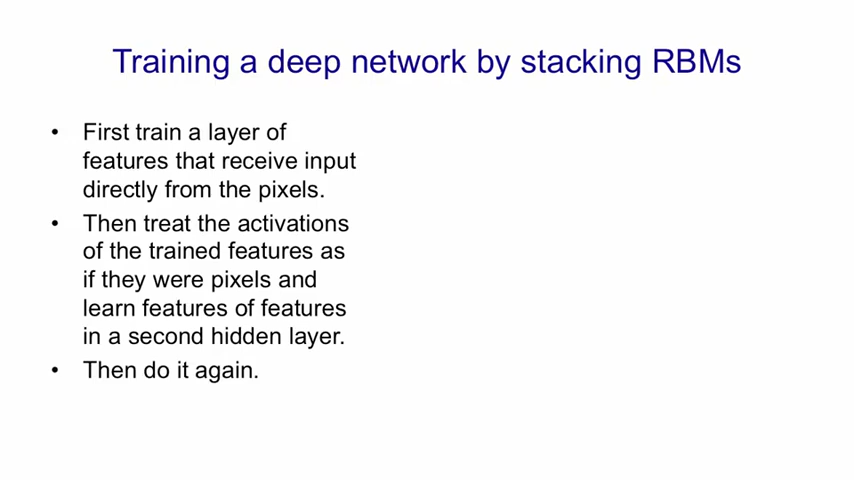 Training a deep network by stacking RBMs
• First train a layer of
features that receive input
directly from the pixels.
• Then treat the activations
of the trained features as
if they were pixels and
learn features of features
in a second hidden layer.
• Then do it again.